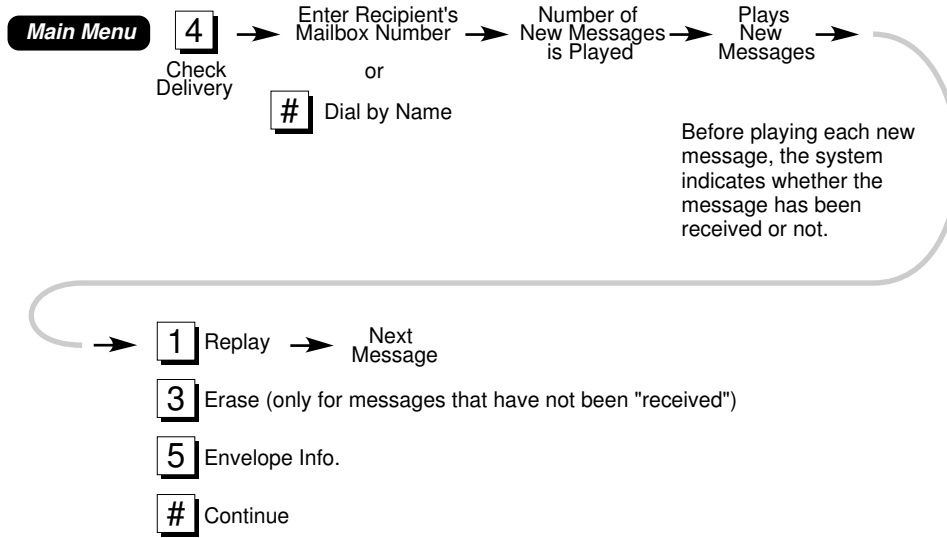 Main Menu
4
Check
Delivery
Enter Recipient's
Mailbox Number
or
# Dial by Name
Number of
New Messages
is Played
Plays
New
Messages
Before playing each new
message, the system
indicates whether the
message has been
received or not.
1 Replay
Next
Message
3 Erase (only for messages that have not been "received")
5 Envelope Info.
# Continue